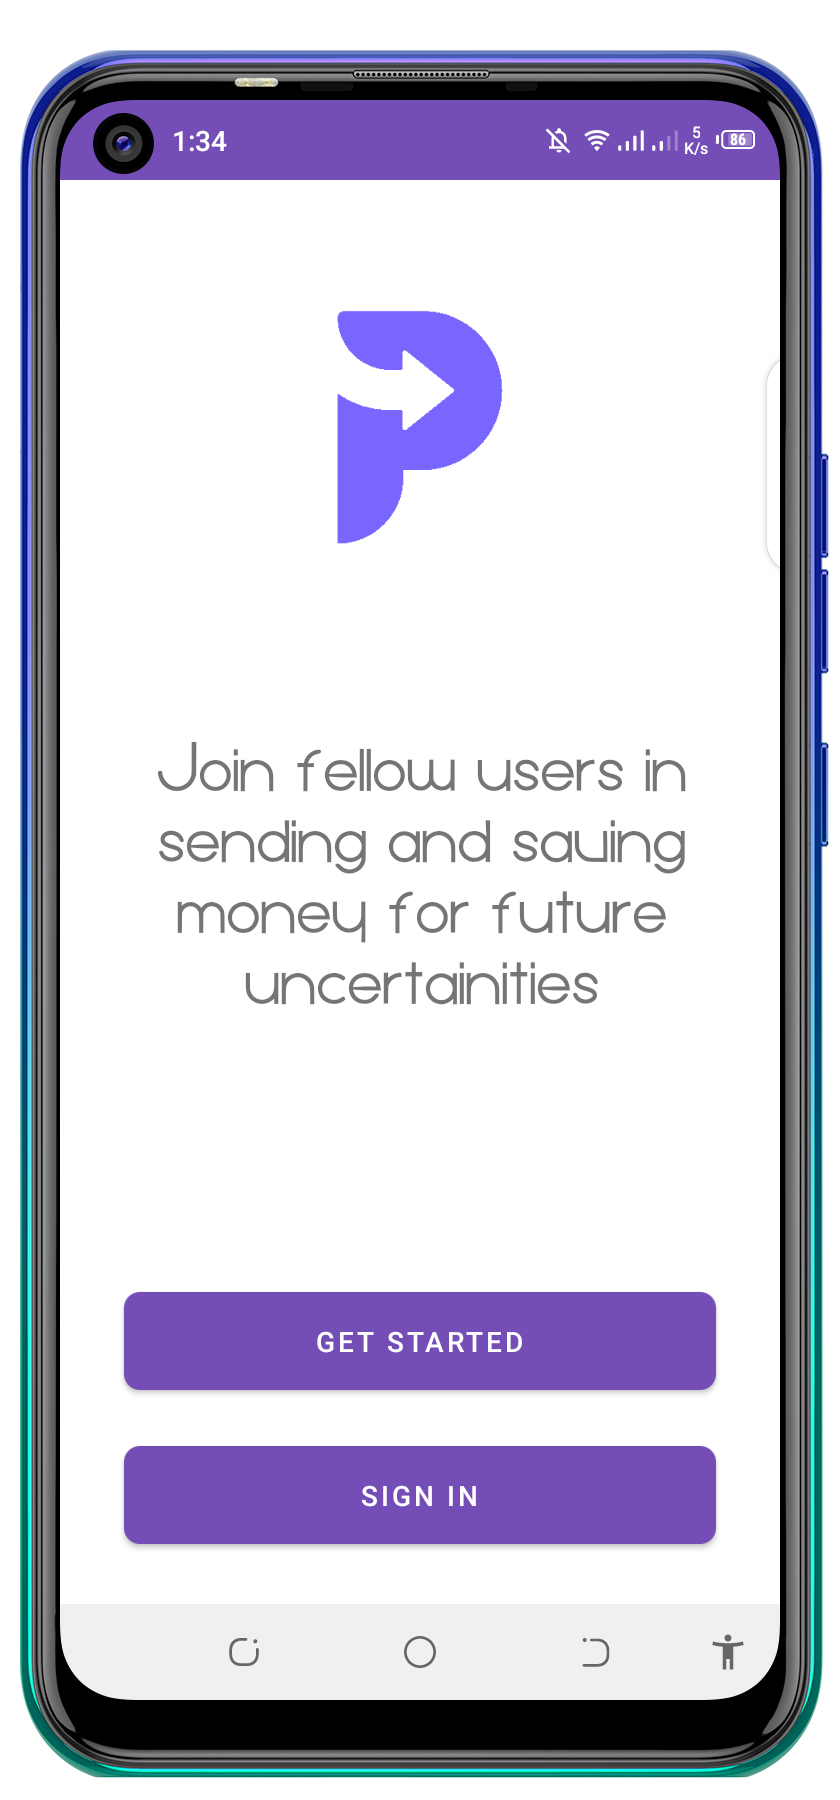 1:34
5
K/s
86
Join fellow users in
sending and saving
money for future
uncertainities
GET STARTED
SIGN IN